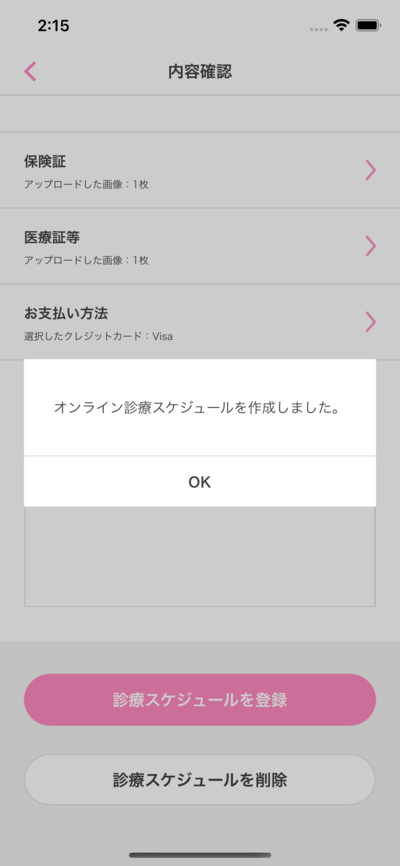 2:15
内容確認
保険証
アップロードした画像：1枚
医療証等
アップロードした画像：1枚
お支払い方法
選択したクレジットカード：Visa
オンライン診療スケジュールを作成しました。
OK
診療スケジュールを登録
診療スケジュールを削除